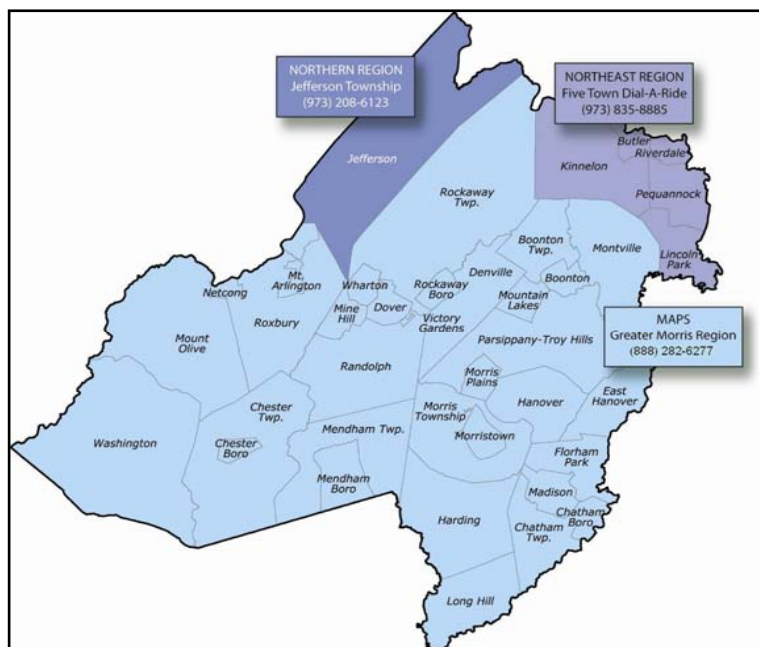 NORTHERN REGION
Jefferson Township
(973) 208-6123
NORTHEAST REGION
Five Town Dial-A-Ride
(973) 835-8885
Jefferson
Butler
Riverdale
Kinnelon
Pequannock
Rockaway
Twp.
Lincoln
Park
Boonton
Twp.
Montville
Mt.
Arlington
Netcong
Wharton
Rockaway
Boro
Denville
Boonton
Mine
Hill
Dover
Mountain
Lakes
Victory
Gardens
Roxbury
Mount
Olive
MAPS
Greater Morris Region
(888) 282-6277
Parsippany-Troy Hills
Randolph
Morris
Plains
Hanover
East
Hanover
Chester
Twp.
Morris
Township
Morristown
Mendham Twp.
Washington
Chester
Boro
Florham
Park
Mendham
Boro
Madison
Chatham
Boro
Harding
Chatham
Twp.
Long Hill